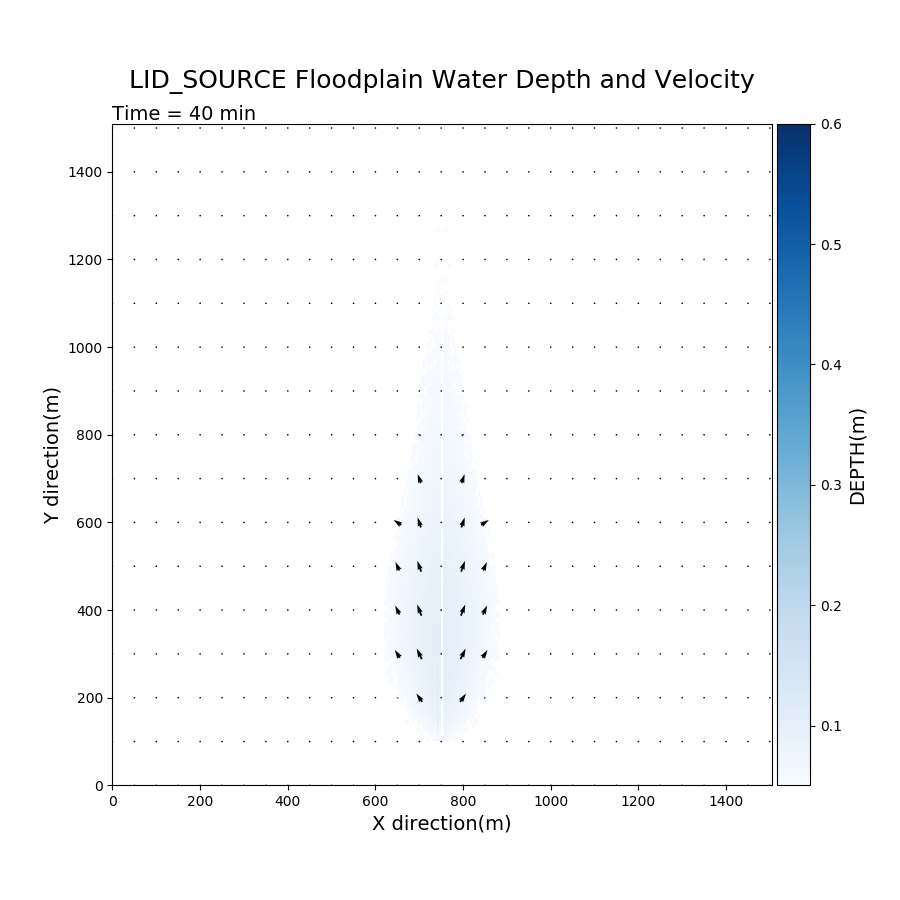 LID_SOURCE Floodplain Water Depth and Velocity
Time = 40 min
0.6
0.5
0.4
0.3
0.2
0.1
DEPTH(m)
1400
1200
1000
800
600
400
200
0
Y direction(m)
0 200 400 600 800 1000 1200 1400
X direction(m)